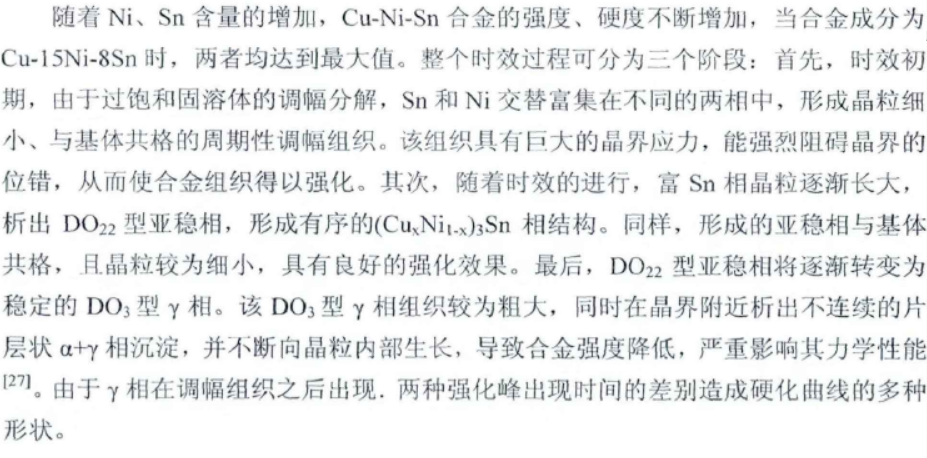 随着 Ni、Sn 含量的增加，Cu-Ni-Sn 合金的强度、硬度不断增加，当合金成分为
Cu-15Ni-8Sn 时，两者均达到最大值。整个时效过程可分为三个阶段：首先，时效初
期，由于过饱和固溶体的调幅分解，Sn 和 Ni 交替富集在不同的两相中，形成晶粒细
小、与基体共格的周期性调幅组织。该组织具有巨大的晶界应力，能强烈阻碍晶界的
位错，从而使合金组织得以强化。其次，随着时效的进行，富 Sn 相晶粒逐渐长大，
析出 DO₂₂ 型亚稳相，形成有序的(CuₓNi₁₋ₓ)₃Sn 相结构。同样，形成的亚稳相与基体
共格，且晶粒较为细小，具有良好的强化效果。最后，DO₂₂ 型亚稳相将逐渐转变为
稳定的 DO₃ 型 γ 相。该 DO₃ 型 γ 相组织较为粗大，同时在晶界附近析出不连续的片
层状 α+γ 相沉淀，并不断向晶粒内部生长，导致合金强度降低，严重影响其力学性能
[27]。由于 γ 相在调幅组织之后出现．两种强化峰出现时间的差别造成硬化曲线的多种
形状。